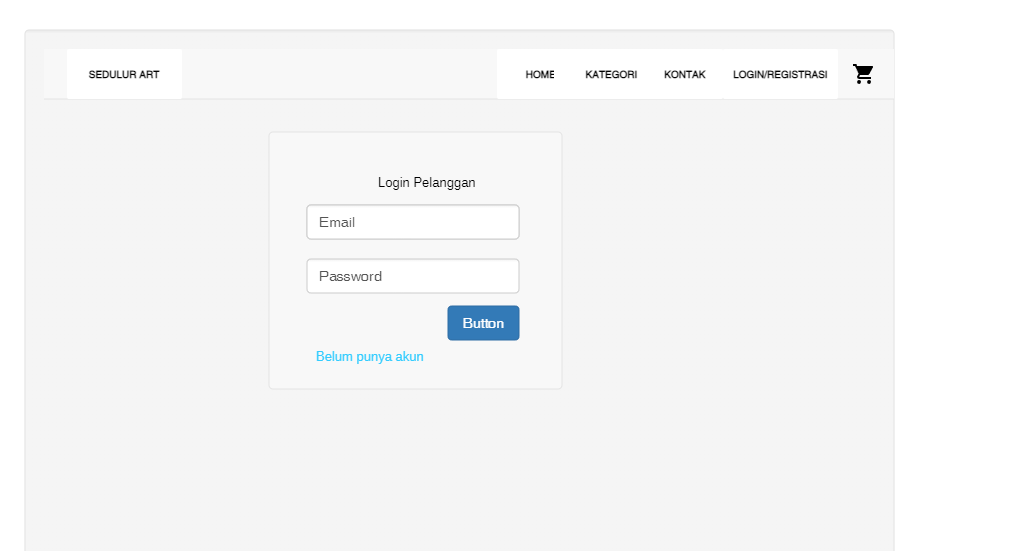 SEDULUR ART HOME KATEGORI KONTAK LOGIN/REGISTRASI
Login Pelanggan
Email
Password
Button
Belum punya akun